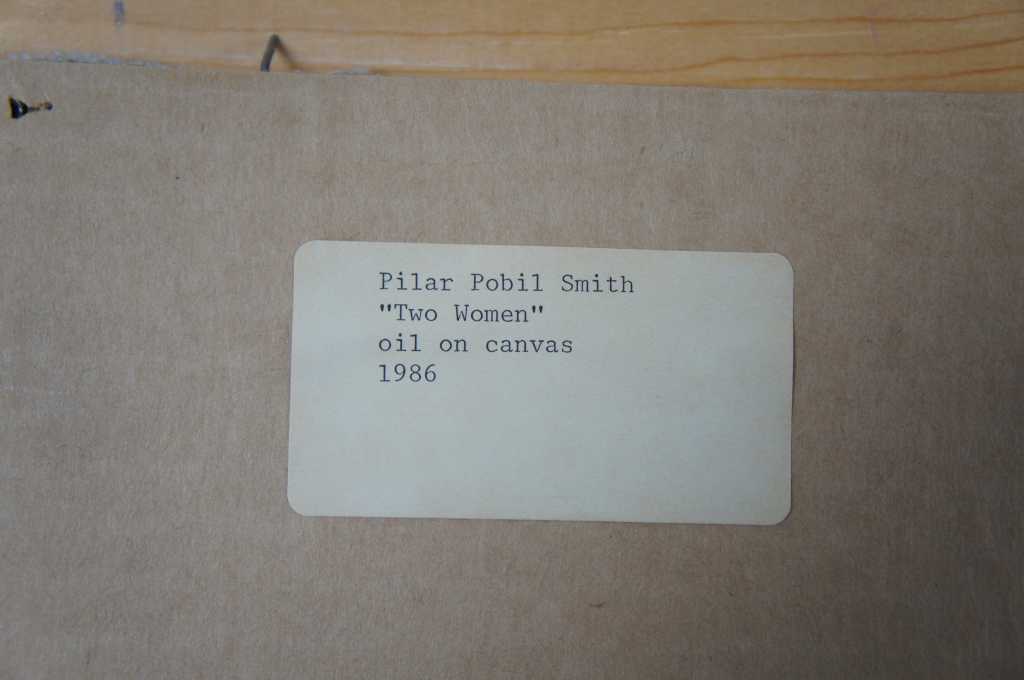 Pilar Pobil Smith
"Two Women"
oil on canvas
1986